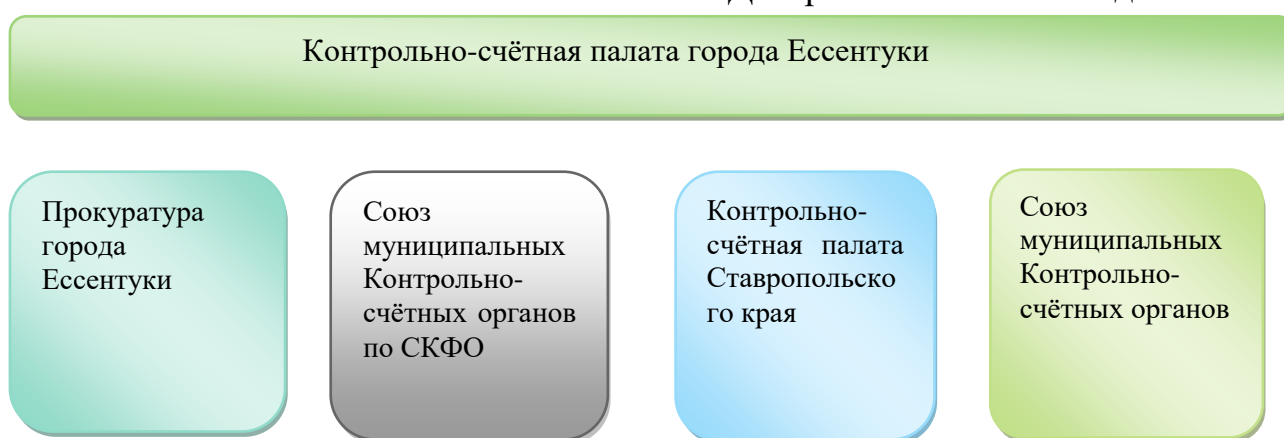 Контрольно-счётная палата города Ессентуки
Прокуратура
города
Ессентуки
Союз
муниципальных
Контрольно-
счётных органов
по СКФО
Контрольно-
счётная палата
Ставропольско
го края
Союз
муниципальных
Контрольно-
счётных органов